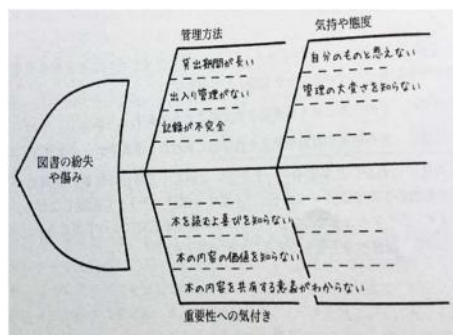 管理方法
貸出期間が長い
出入り管理がない
記録が不完全
気持や態度
自分のものと思えない
管理の大変さを知らない
図書の紛失
や傷み
本を読むよ喜びを知らない
本の内容の価値を知らない
本の内容を共有する意義がわからない
重要性への気付き